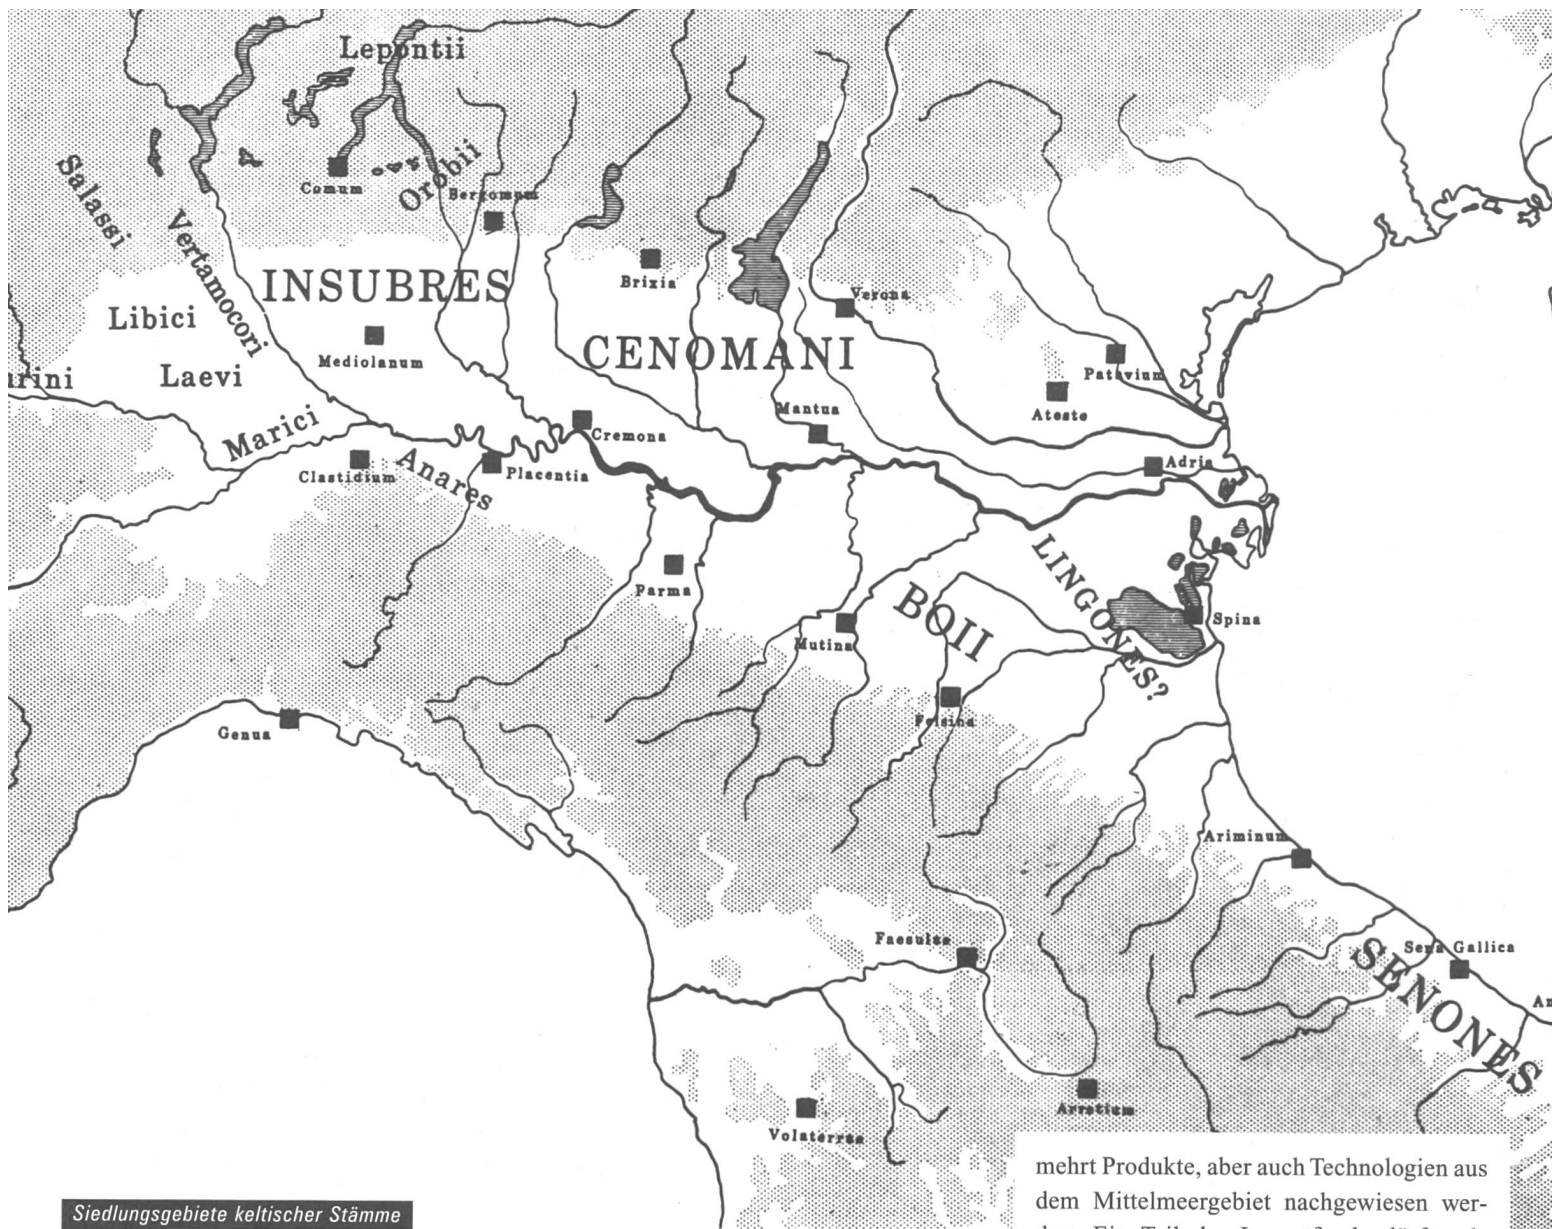 Lepontii
Salassi
Comum
Orobii
Bergomum
Vertamocori
INSUBRES
Brixia
Verona
Libici
Mediolanum
CENOMANI
Patavium
Laevi
Ateste
Marici
Mantua
Cremona
Clastidium
Anares
Placentia
Adria
LINGONES?
Parma
BOII
Spina
Mutina
Felsina
Genua
Ariminum
Faesulae
Sena Gallica
SENONES
Arretium
Volaterrae
Siedlungsgebiete keltischer Stämme
mehrt Produkte, aber auch Technologien aus
dem Mittelmeergebiet nachgewiesen wer-